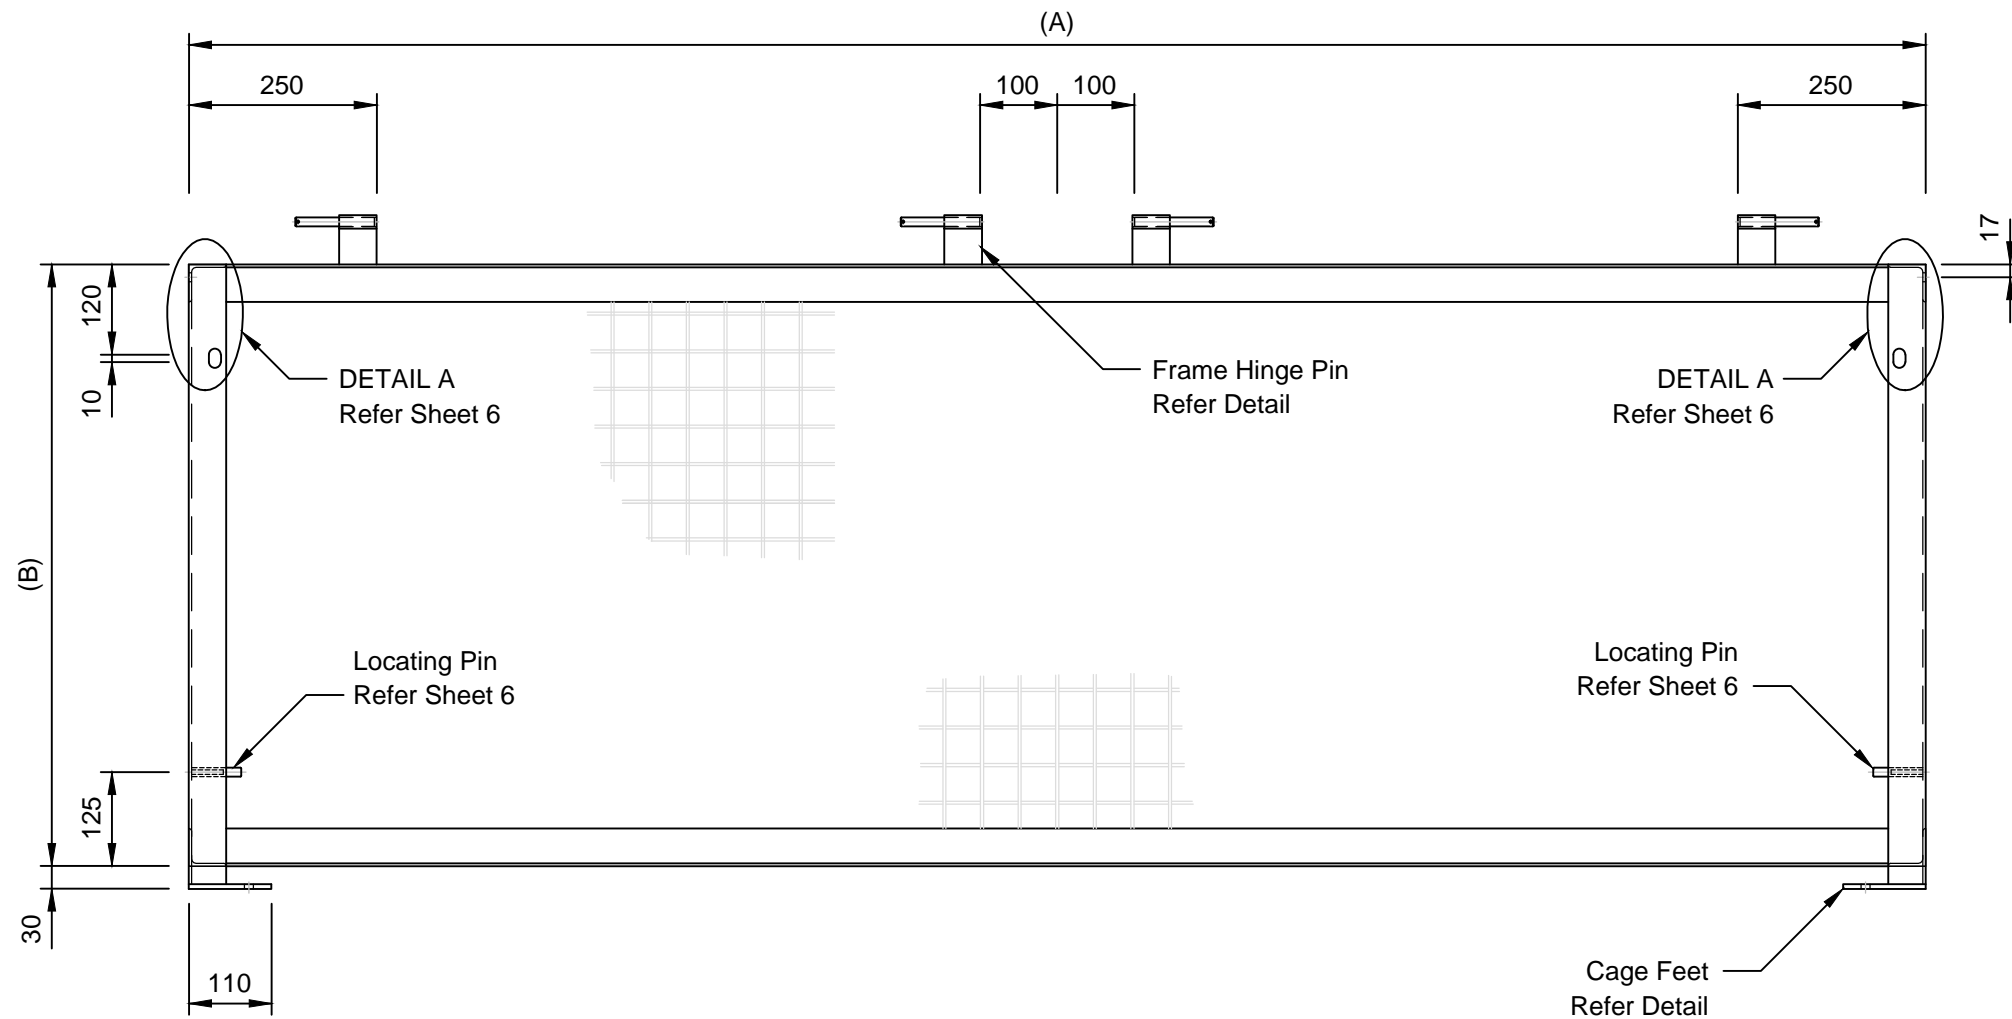 (A)
250
100
100
250
17
120
10
DETAIL A
Refer Sheet 6
Frame Hinge Pin
Refer Detail
DETAIL A
Refer Sheet 6
(B)
Locating Pin
Refer Sheet 6
Locating Pin
Refer Sheet 6
125
30
110
Cage Feet
Refer Detail